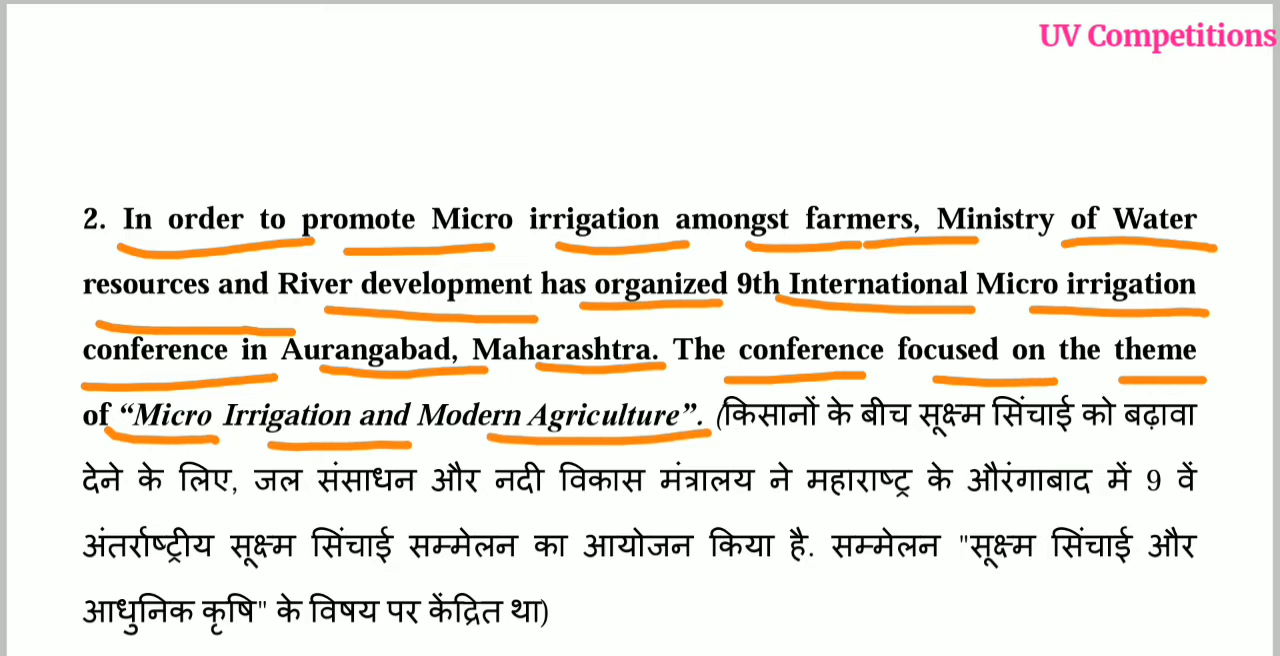 UV Competitions
2. In order to promote Micro irrigation amongst farmers, Ministry of Water
resources and River development has organized 9th International Micro irrigation
conference in Aurangabad, Maharashtra. The conference focused on the theme
of “Micro Irrigation and Modern Agriculture”. (किसानों के बीच सूक्ष्म सिंचाई को बढ़ावा
देने के लिए, जल संसाधन और नदी विकास मंत्रालय ने महाराष्ट्र के औरंगाबाद में 9 वें
अंतर्राष्ट्रीय सूक्ष्म सिंचाई सम्मेलन का आयोजन किया है. सम्मेलन "सूक्ष्म सिंचाई और
आधुनिक कृषि" के विषय पर केंद्रित था)